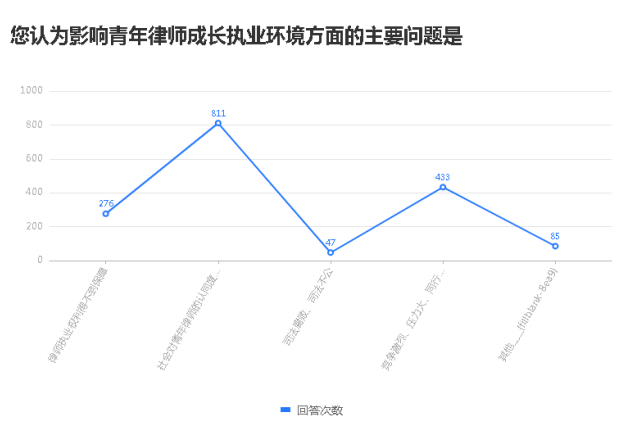 您认为影响青年律师成长执业环境方面的主要问题是
1000
800
600
400
200
0
276
811
47
433
85
律师执业权利得不到保障
社会对青年律师的认同度...
司法腐败、司法不公
竞争激烈、压力大、同行...
其他___(fillblank-8ea9)
回答次数